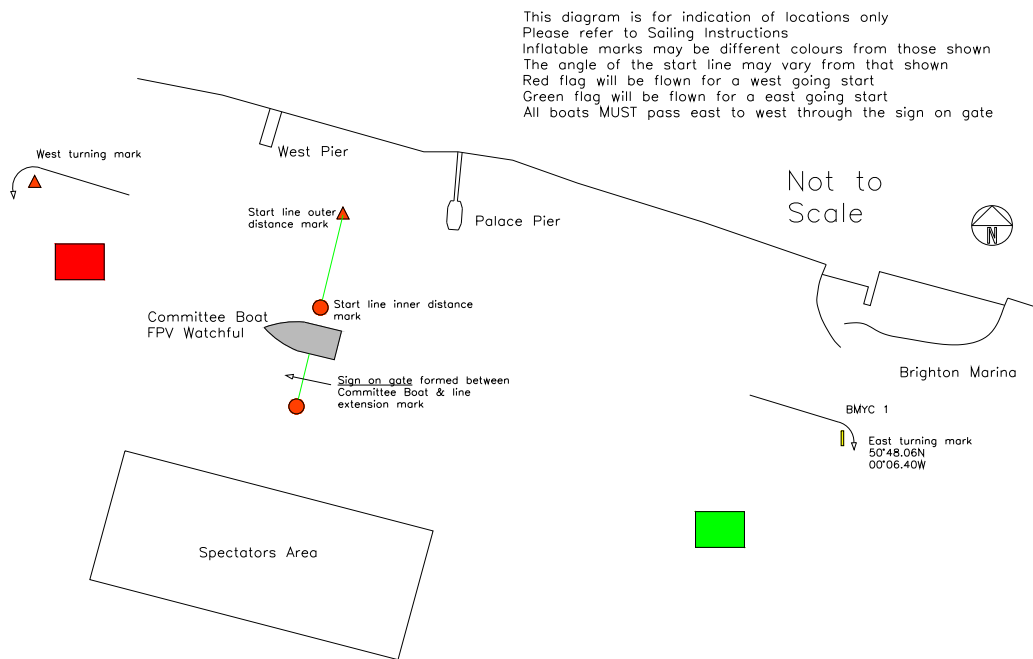 This diagram is for indication of locations only
Please refer to Sailing Instructions
Inflatable marks may be different colours from those shown
The angle of the start line may vary from that shown
Red flag will be flown for a west going start
Green flag will be flown for a east going start
All boats MUST pass east to west through the sign on gate
West turning mark
West Pier
Palace Pier
Not to
Scale
N
Start line outer
distance mark
Start line inner distance
mark
Committee Boat
FPV Watchful
Sign on gate formed between
Committee Boat & line
extension mark
Brighton Marina
BMYC 1
East turning mark
50°48.06N
00°06.40W
Spectators Area